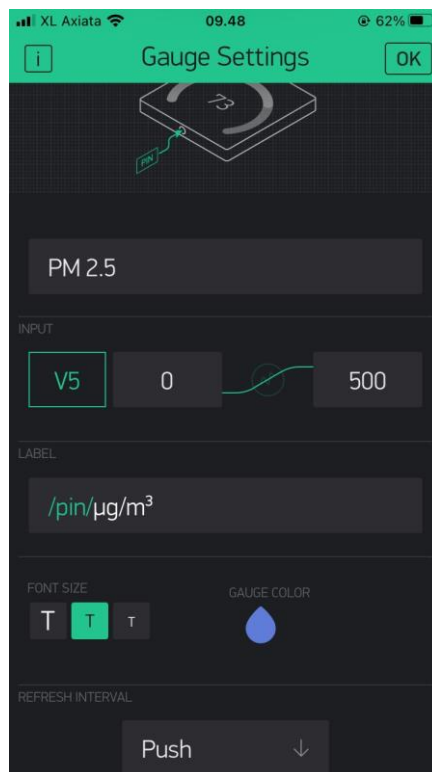 XL Axiata 09.48 62%
i Gauge Settings OK
73
PIN
PM 2.5
INPUT
V5 0 500
LABEL
/pin/µg/m³
FONT SIZE GAUGE COLOR
T T T
REFRESH INTERVAL
Push